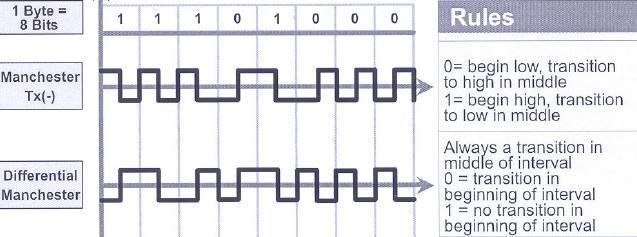 1 Byte =
8 Bits
1 1 1 0 1 0 0 0
Rules
Manchester
Tx(-)
0= begin low, transition
to high in middle
1= begin high, transition
to low in middle
Differential
Manchester
Always a transition in
middle of interval
0 = transition in
beginning of interval
1 = no transition in
beginning of interval